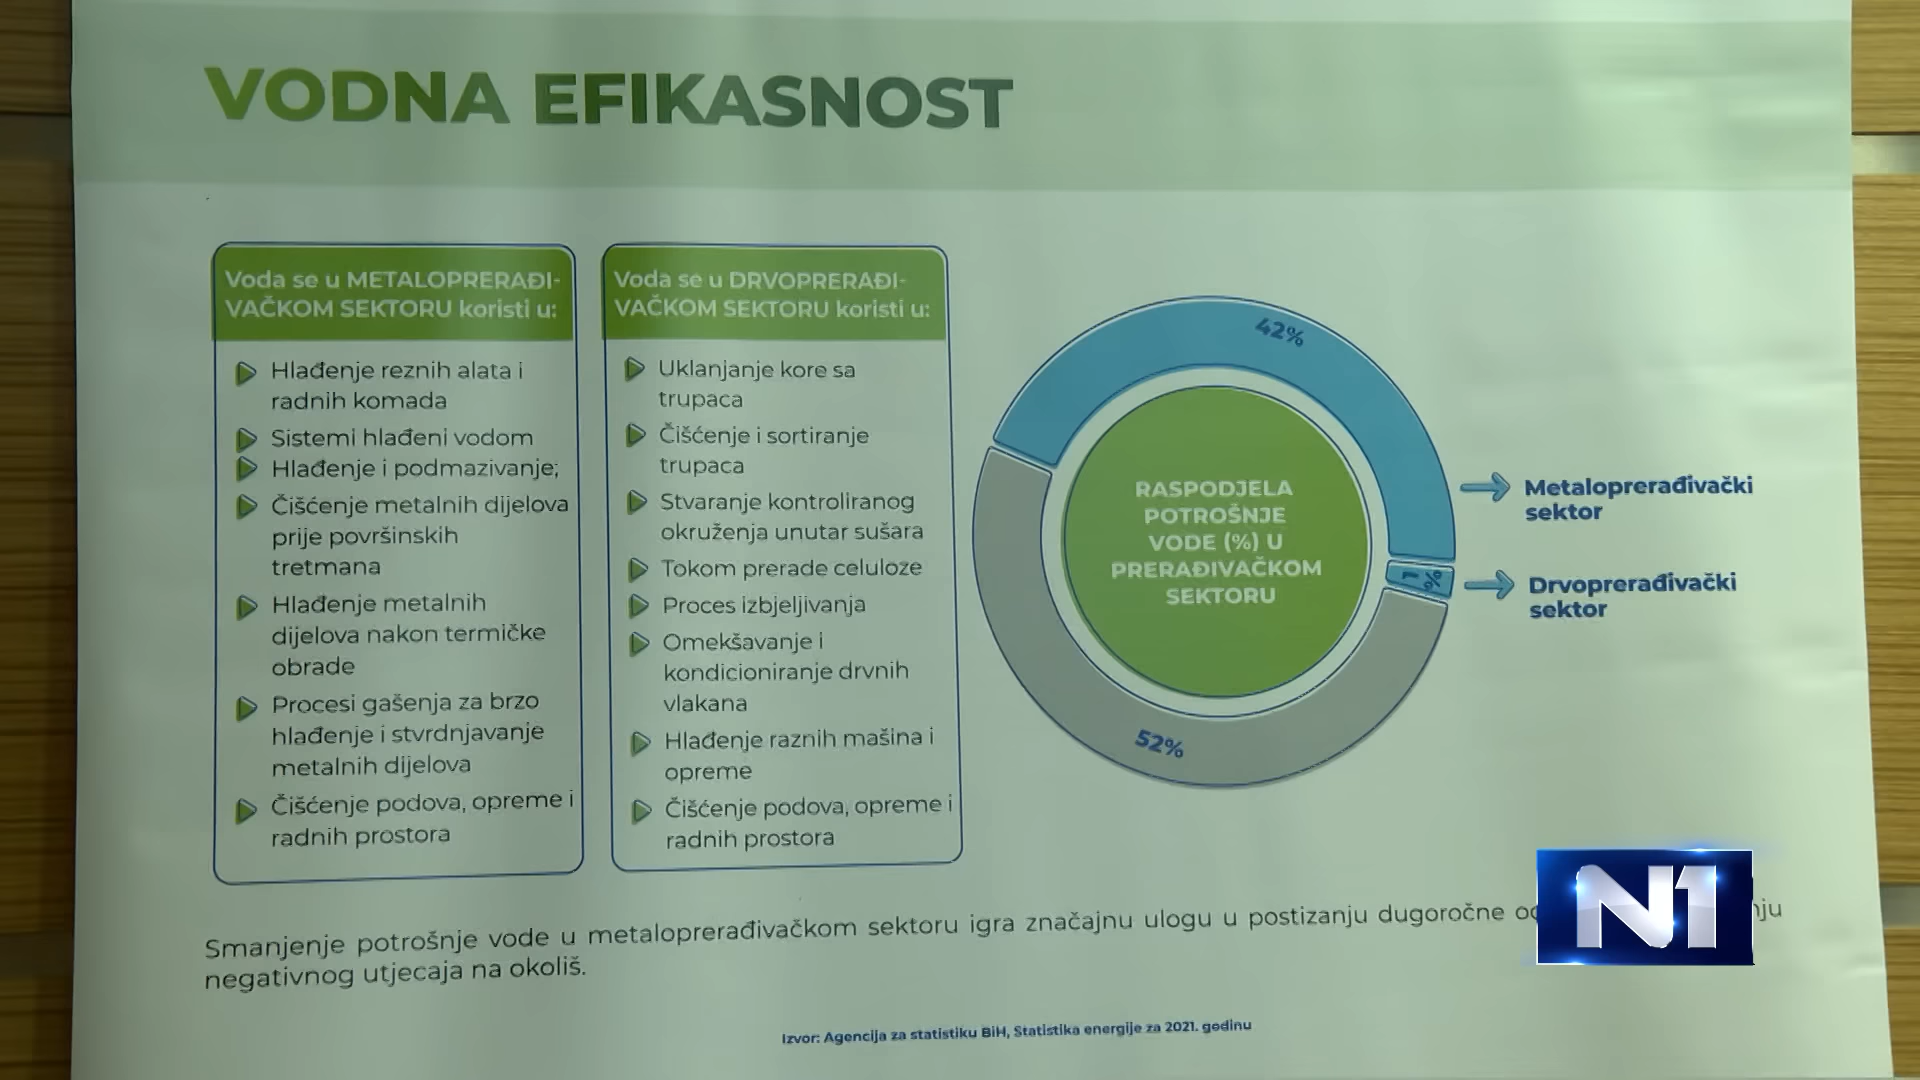 VODNA EFIKASNOST
Voda se u METALOPRERAĐI-
VAČKOM SEKTORU koristi u:
Hlađenje reznih alata i
radnih komada
Sistemi hlađeni vodom
Hlađenje i podmazivanje;
Čišćenje metalnih dijelova
prije površinskih
tretmana
Hlađenje metalnih
dijelova nakon termičke
obrade
Procesi gašenja za brzo
hlađenje i stvrdnjavanje
metalnih dijelova
Čišćenje podova, opreme i
radnih prostora
Voda se u DRVOPRERAĐI-
VAČKOM SEKTORU koristi u:
Uklanjanje kore sa
trupaca
Čišćenje i sortiranje
trupaca
Stvaranje kontroliranog
okruženja unutar sušara
Tokom prerade celuloze
Proces izbjeljivanja
Omekšavanje i
kondicioniranje drvnih
vlakana
Hlađenje raznih mašina i
opreme
Čišćenje podova, opreme i
radnih prostora
42%
RASPODJELA
POTROŠNJE
VODE (%) U
PRERAĐIVAČKOM
SEKTORU
Metaloprerađivački
sektor
1%
Drvoprerađivački
sektor
52%
Smanjenje potrošnje vode u metaloprerađivačkom sektoru igra značajnu ulogu u postizanju dugoročne
negativnog utjecaja na okoliš.
Izvor: Agencija za statistiku BiH, Statistika energije za 2021. godinu
N1